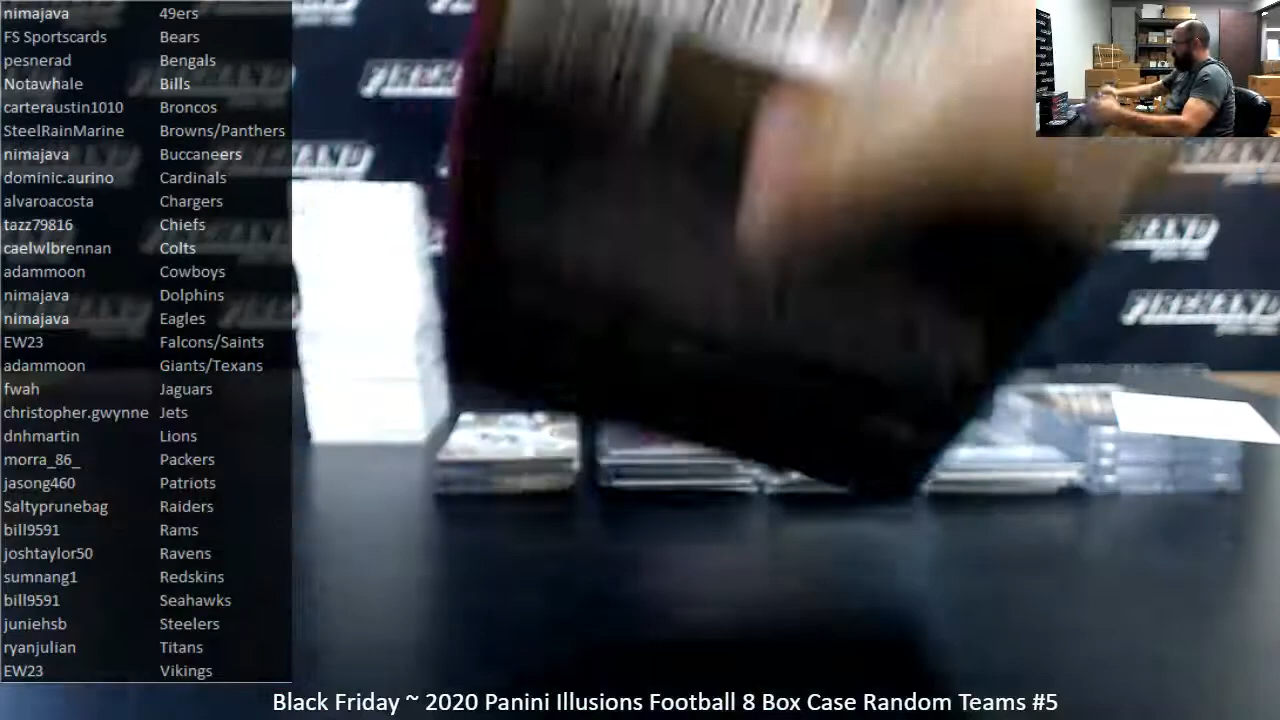 nimajava 49ers
FS Sportscards Bears
pesnerad Bengals
Notawhale Bills
carteraustin1010 Broncos
SteelRainMarine Browns/Panthers
nimajava Buccaneers
dominic.aurino Cardinals
alvaroacosta Chargers
tazz79816 Chiefs
caelwlbrennan Colts
adammoon Cowboys
nimajava Dolphins
nimajava Eagles
EW23 Falcons/Saints
adammoon Giants/Texans
fwah Jaguars
christopher.gwynne Jets
dnhmartin Lions
morra_86_ Packers
jasong460 Patriots
Saltyprunebag Raiders
bill9591 Rams
joshtaylor50 Ravens
sumnang1 Redskins
bill9591 Seahawks
juniehsb Steelers
ryanjulian Titans
EW23 Vikings
Black Friday ~ 2020 Panini Illusions Football 8 Box Case Random Teams #5